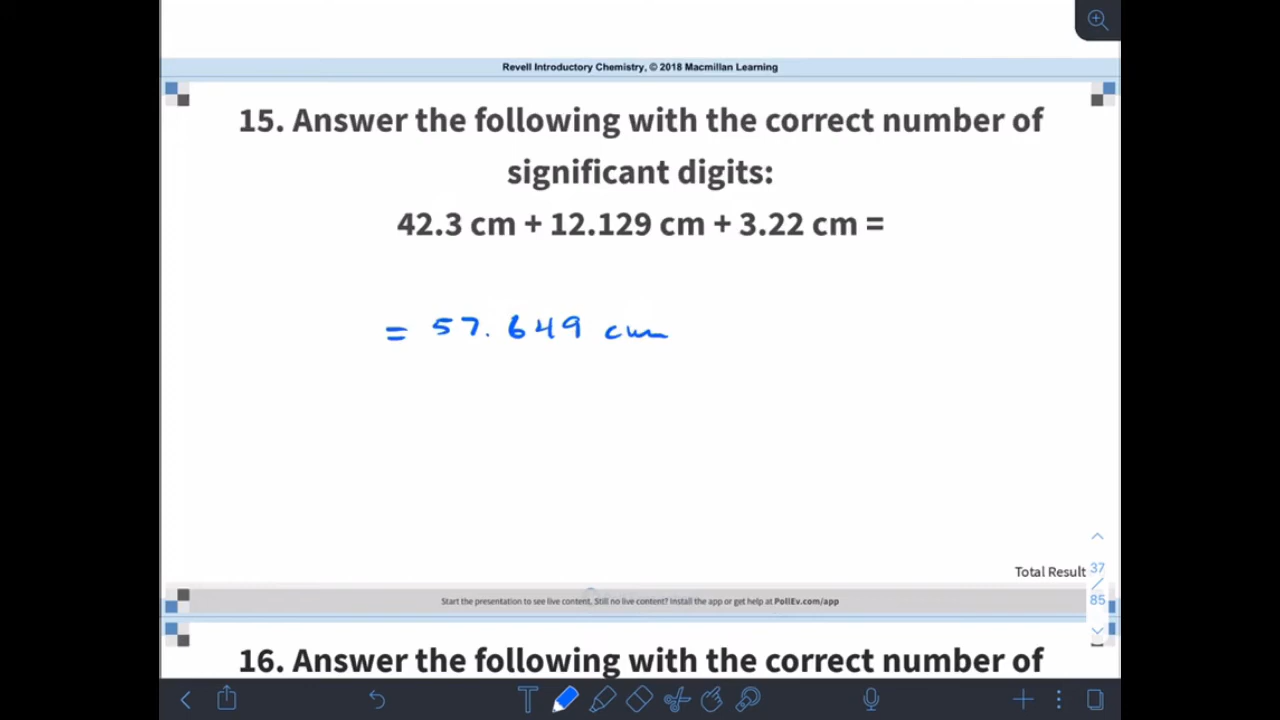 Revell Introductory Chemistry, © 2018 Macmillan Learning
15. Answer the following with the correct number of
significant digits:
42.3 cm + 12.129 cm + 3.22 cm =
= 57.649 cm
Total Result
37
/
85
Start the presentation to see live content. Still no live content? Install the app or get help at PollEv.com/app
16. Answer the following with the correct number of
T